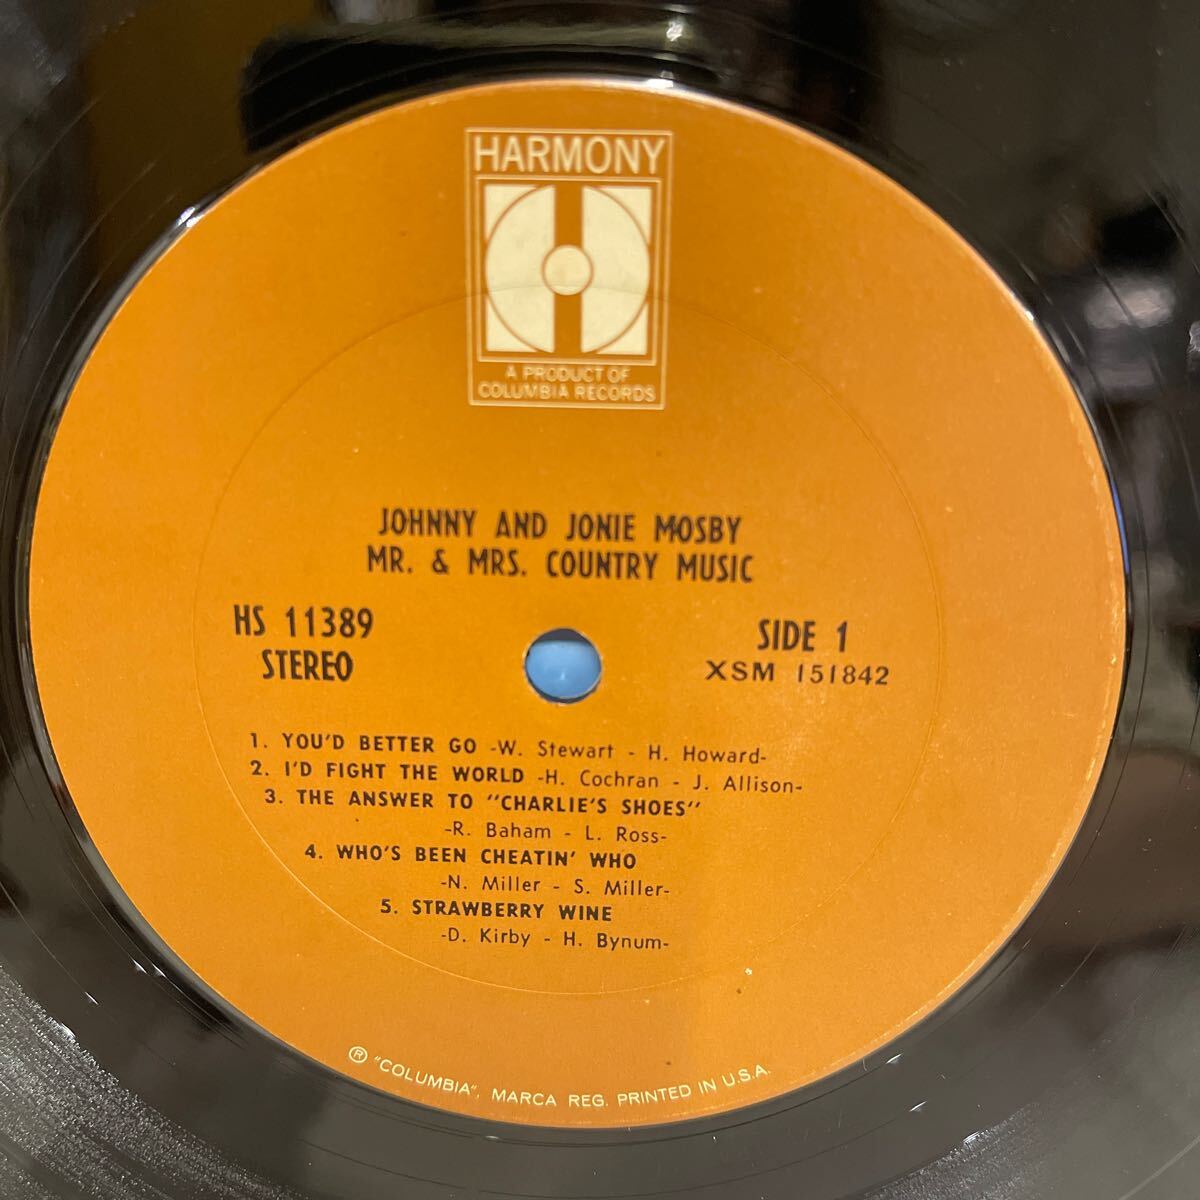 HARMONY
A PRODUCT OF
COLUMBIA RECORDS
JOHNNY AND JONIE MOSBY
MR. & MRS. COUNTRY MUSIC
HS 11389
STEREO
SIDE 1
XSM 151842
1. YOU'D BETTER GO -W. Stewart - H. Howard-
2. I'D FIGHT THE WORLD -H. Cochran - J. Allison-
3. THE ANSWER TO "CHARLIE'S SHOES"
-R. Baham - L. Ross-
4. WHO'S BEEN CHEATIN' WHO
-N. Miller - S. Miller-
5. STRAWBERRY WINE
-D. Kirby - H. Bynum-
® "COLUMBIA", MARCA REG. PRINTED IN U.S.A.